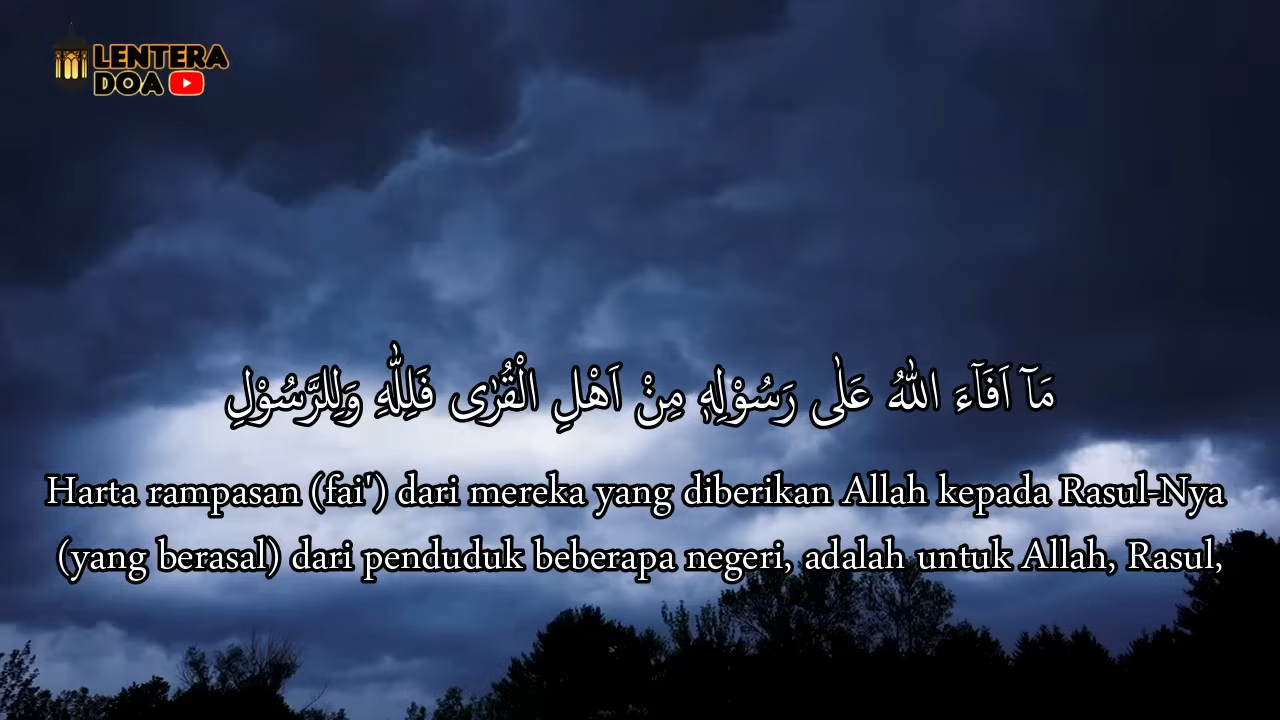 LENTERA
DOA
مَآ اَفَآءَ اللّٰهُ عَلٰى رَسُوْلِهٖ مِنْ اَهْلِ الْقُرٰى فَلِلّٰهِ وَلِلرَّسُوْلِ
Harta rampasan (fai') dari mereka yang diberikan Allah kepada Rasul-Nya
(yang berasal) dari penduduk beberapa negeri, adalah untuk Allah, Rasul,